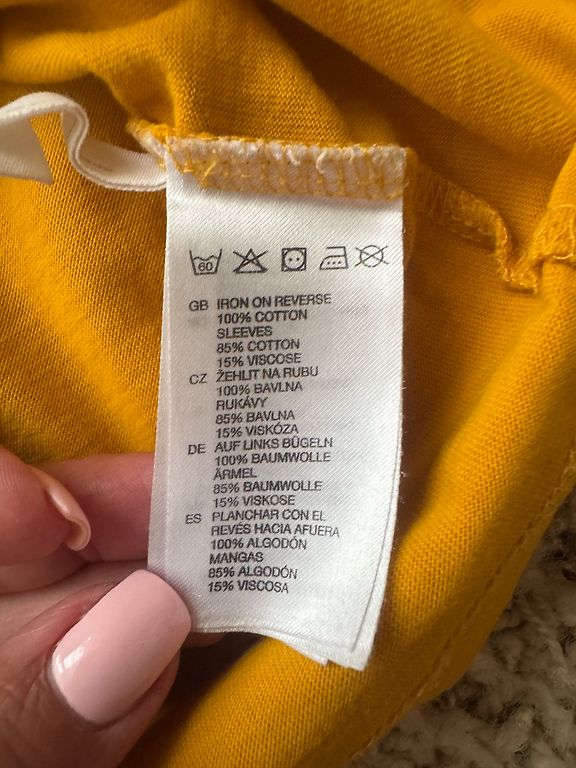 60
GB IRON ON REVERSE
100% COTTON
SLEEVES
85% COTTON
15% VISCOSE
CZ ŽEHLIT NA RUBU
100% BAVLNA
RUKÁVY
85% BAVLNA
15% VISKÓZA
DE AUF LINKS BÜGELN
100% BAUMWOLLE
ÄRMEL
85% BAUMWOLLE
15% VISKOSE
ES PLANCHAR CON EL
REVÉS HACIA AFUERA
100% ALGODÓN
MANGAS
85% ALGODÓN
15% VISCOSA